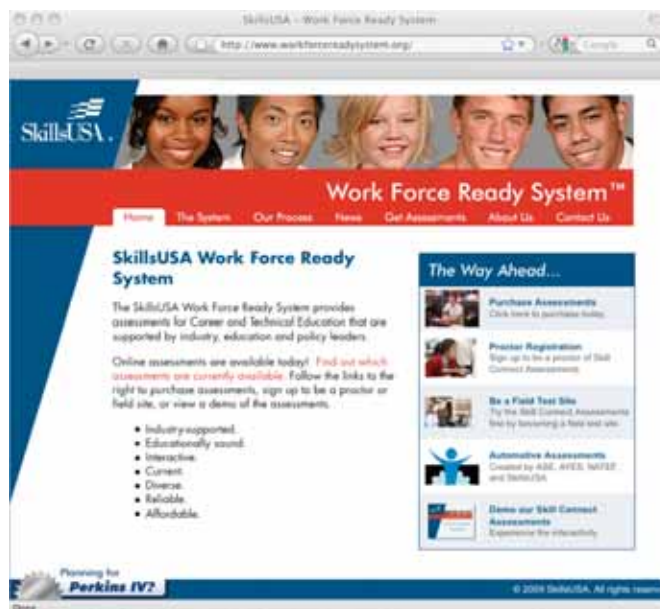 SkillsUSA – Work Force Ready System
http://www.workforcereadysystem.org/
Google
SkillsUSA.
Work Force Ready System™
Home The System Our Process News Get Assessments About Us Contact Us
SkillsUSA Work Force Ready
System
The SkillsUSA Work Force Ready System provides
assessments for Career and Technical Education that are
supported by industry, education and policy leaders.
Online assessments are available today! Find out which
assessments are currently available. Follow the links to the
right to purchase assessments, sign up to be a proctor or
field site, or view a demo of the assessments.
• Industry-supported.
• Educationally sound.
• Interactive.
• Current.
• Diverse.
• Reliable.
• Affordable.
The Way Ahead...
Purchase Assessments
Click here to purchase today.
Proctor Registration
Sign up to be a proctor of Skill
Connect Assessments
Be a Field Test Site
Try the Skill Connect Assessments
first by becoming a field test site.
Automotive Assessments
Created by ABE, AYES, NATEF
and SkillsUSA
Demo our Skill Connect
Assessments
Experience the interactivity.
Planning for
Perkins IV?
© 2009 SkillsUSA. All rights
Done